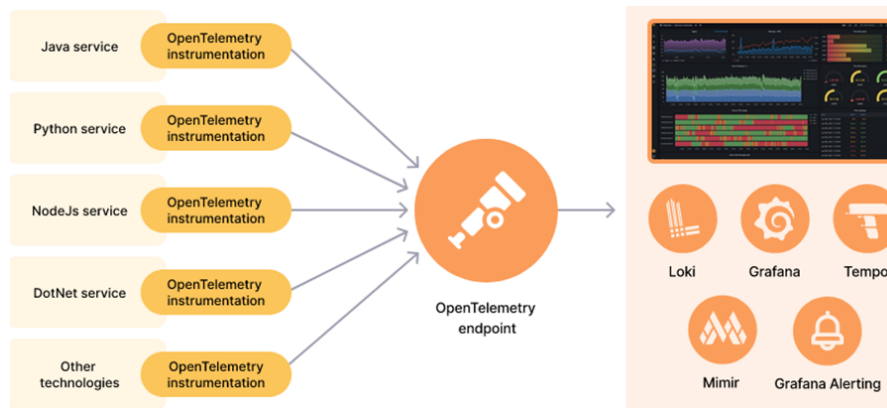 Java service
OpenTelemetry
instrumentation
Python service
OpenTelemetry
instrumentation
NodeJs service
OpenTelemetry
instrumentation
DotNet service
OpenTelemetry
instrumentation
Other
technologies
OpenTelemetry
instrumentation
OpenTelemetry
endpoint
Loki
Grafana
Tempo
Mimir
Grafana Alerting